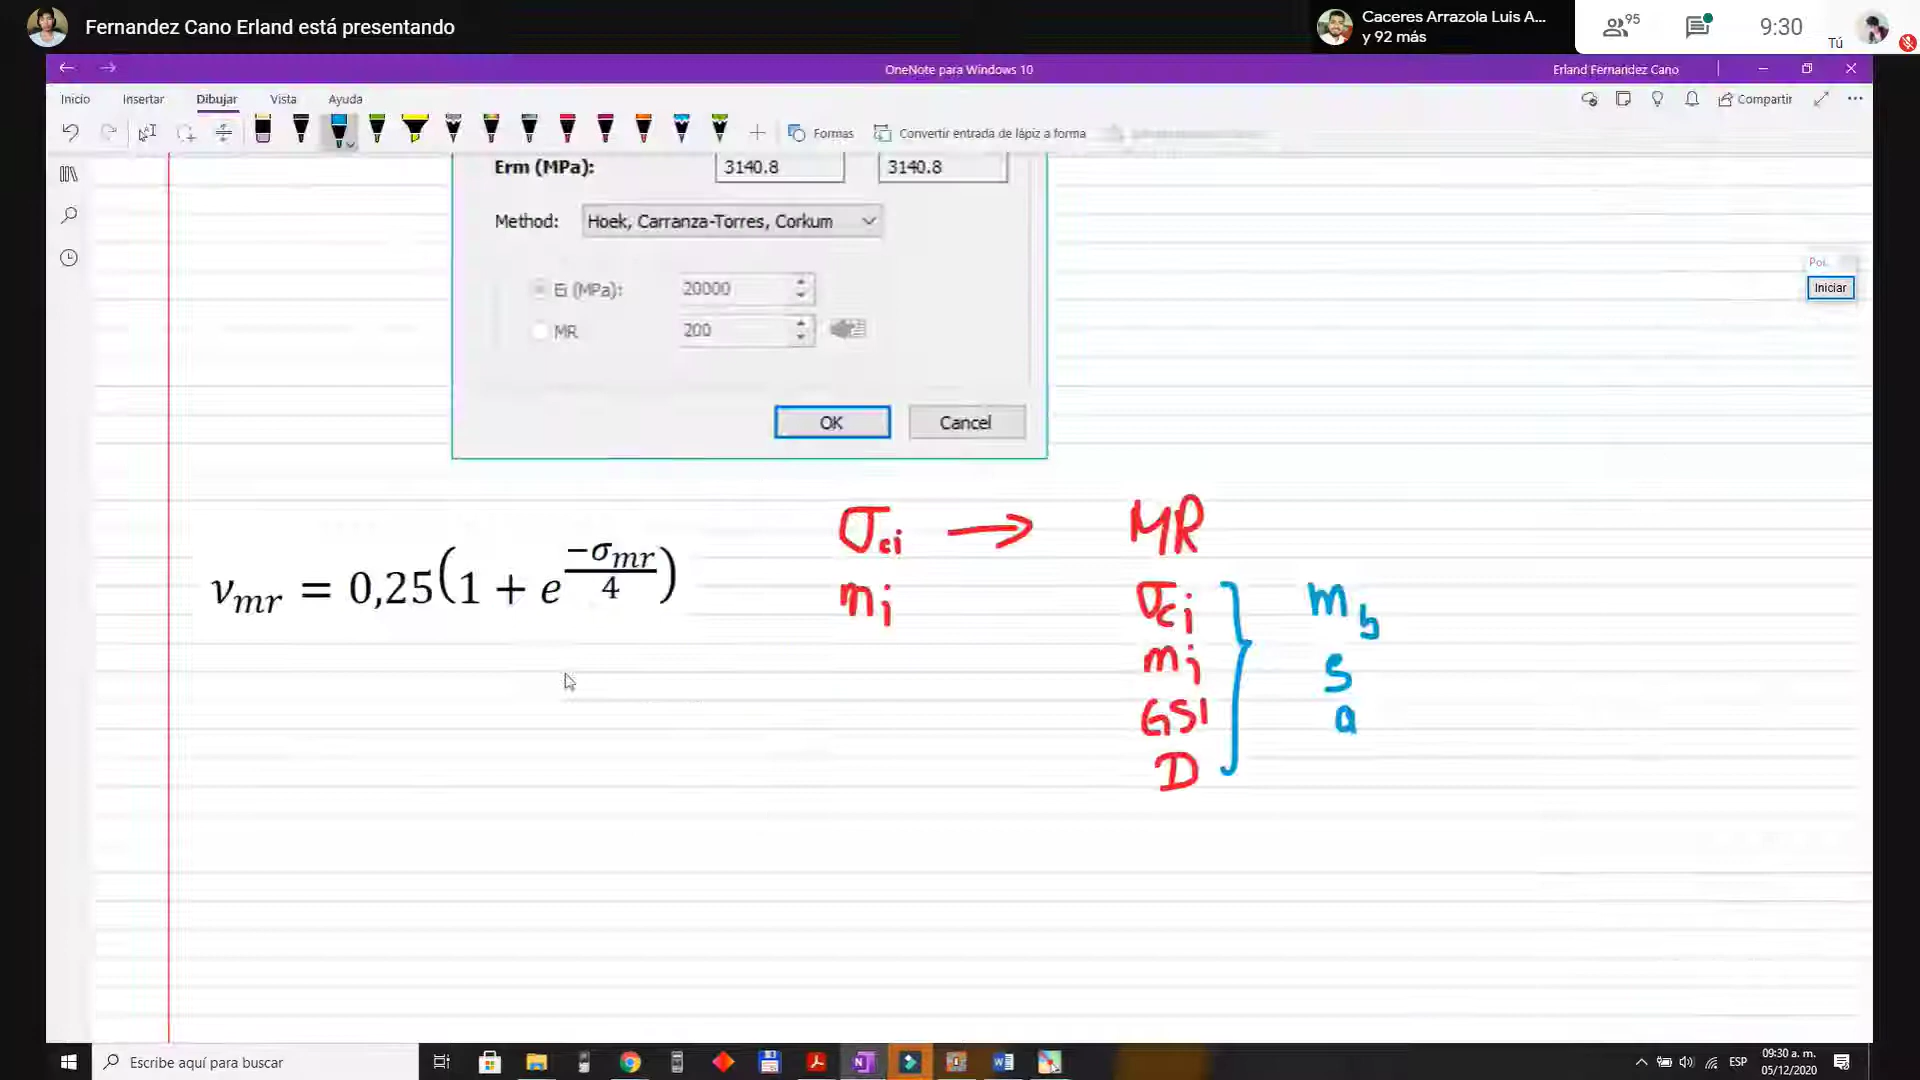 Fernandez Cano Erland está presentando
Caceres Arrazola Luis A...
y 92 más
95
9:30
Tú
OneNote para Windows 10
Erland Fernandez Cano
Inicio Insertar Dibujar Vista Ayuda
Compartir
Formas
Convertir entrada de lápiz a forma
Erm (MPa): 3140.8 3140.8
Method: Hoek, Carranza-Torres, Corkum
Ei (MPa): 20000
MR 200
OK Cancel
Iniciar
ν_mr = 0,25(1 + e^(−σ_mr/4))
σci → MR
mi
σci
mi
GSI
D
mb
s
a
Escribe aquí para buscar
ESP
09:30 a. m.
05/12/2020